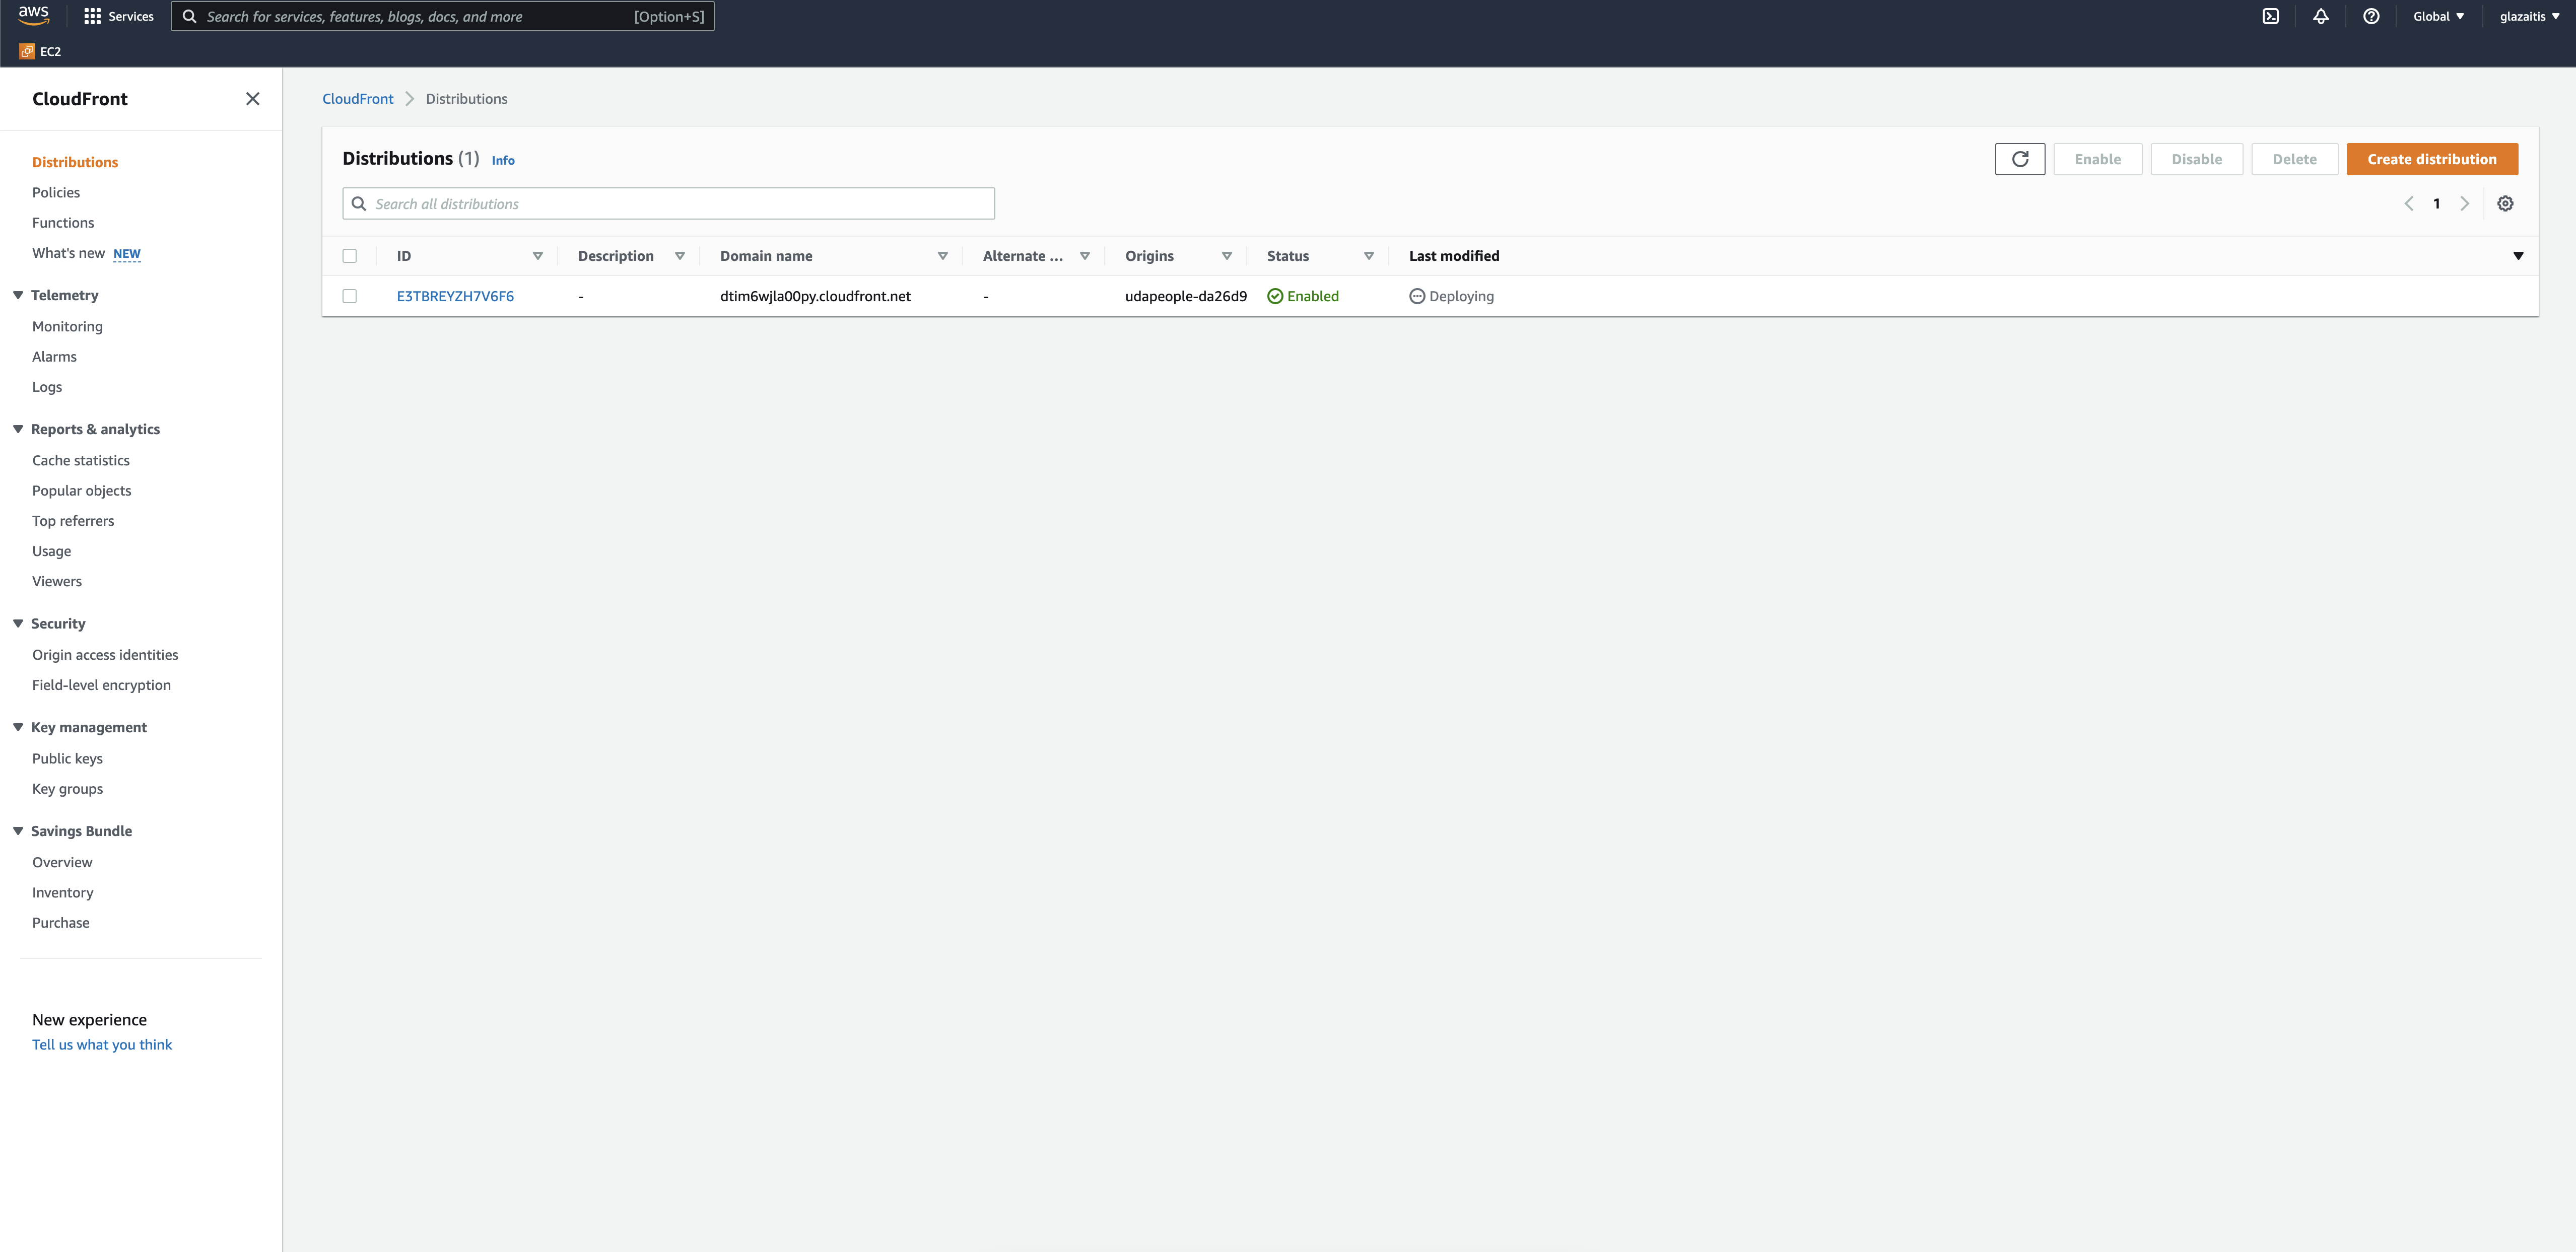 aws Services Search for services, features, blogs, docs, and more [Option+S] Global glazaitis
EC2
CloudFront
Distributions
Policies
Functions
What's new NEW
Telemetry
Monitoring
Alarms
Logs
Reports & analytics
Cache statistics
Popular objects
Top referrers
Usage
Viewers
Security
Origin access identities
Field-level encryption
Key management
Public keys
Key groups
Savings Bundle
Overview
Inventory
Purchase
New experience
Tell us what you think
CloudFront Distributions
Distributions (1) Info Enable Disable Delete Create distribution
Search all distributions 1
ID Description Domain name Alternate ... Origins Status Last modified
E3TBREYZH7V6F6 - dtim6wjla00py.cloudfront.net - udapeople-da26d9 Enabled Deploying